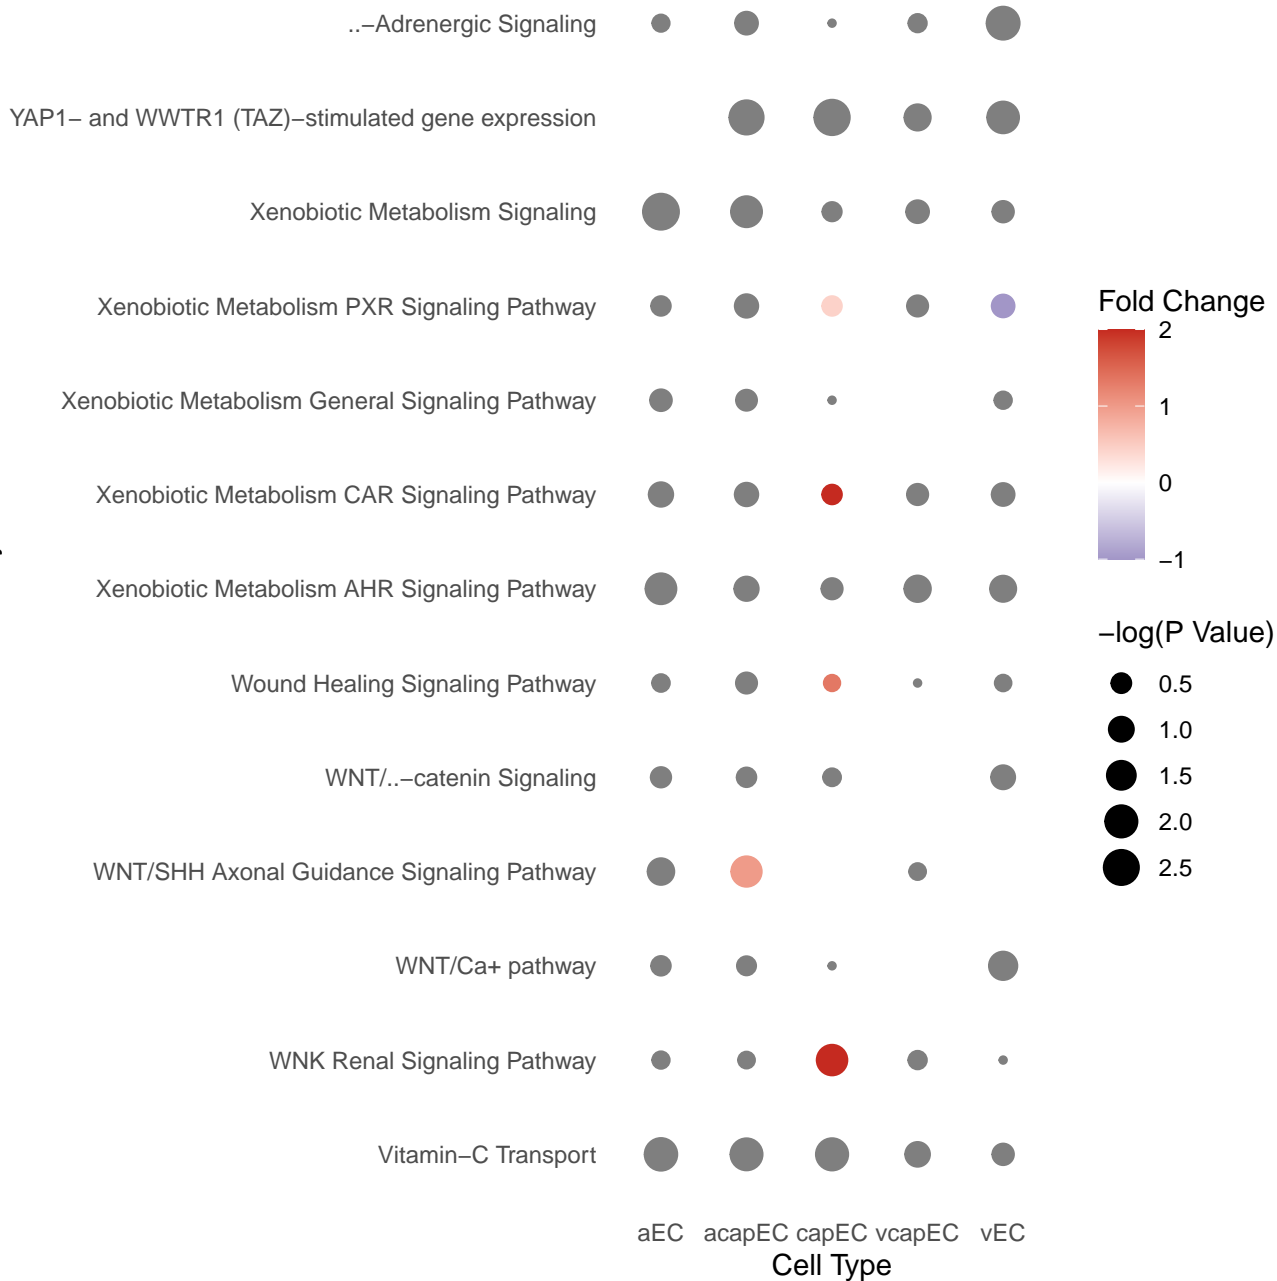 ..−Adrenergic Signaling
YAP1− and WWTR1 (TAZ)−stimulated gene expression
Xenobiotic Metabolism Signaling
Xenobiotic Metabolism PXR Signaling Pathway
Xenobiotic Metabolism General Signaling Pathway
Xenobiotic Metabolism CAR Signaling Pathway
Xenobiotic Metabolism AHR Signaling Pathway
Wound Healing Signaling Pathway
WNT/..−catenin Signaling
WNT/SHH Axonal Guidance Signaling Pathway
WNT/Ca+ pathway
WNK Renal Signaling Pathway
Vitamin−C Transport
aEC acapEC capEC vcapEC vEC
Cell Type
Fold Change
2
1
0
−1
−log(P Value)
0.5
1.0
1.5
2.0
2.5